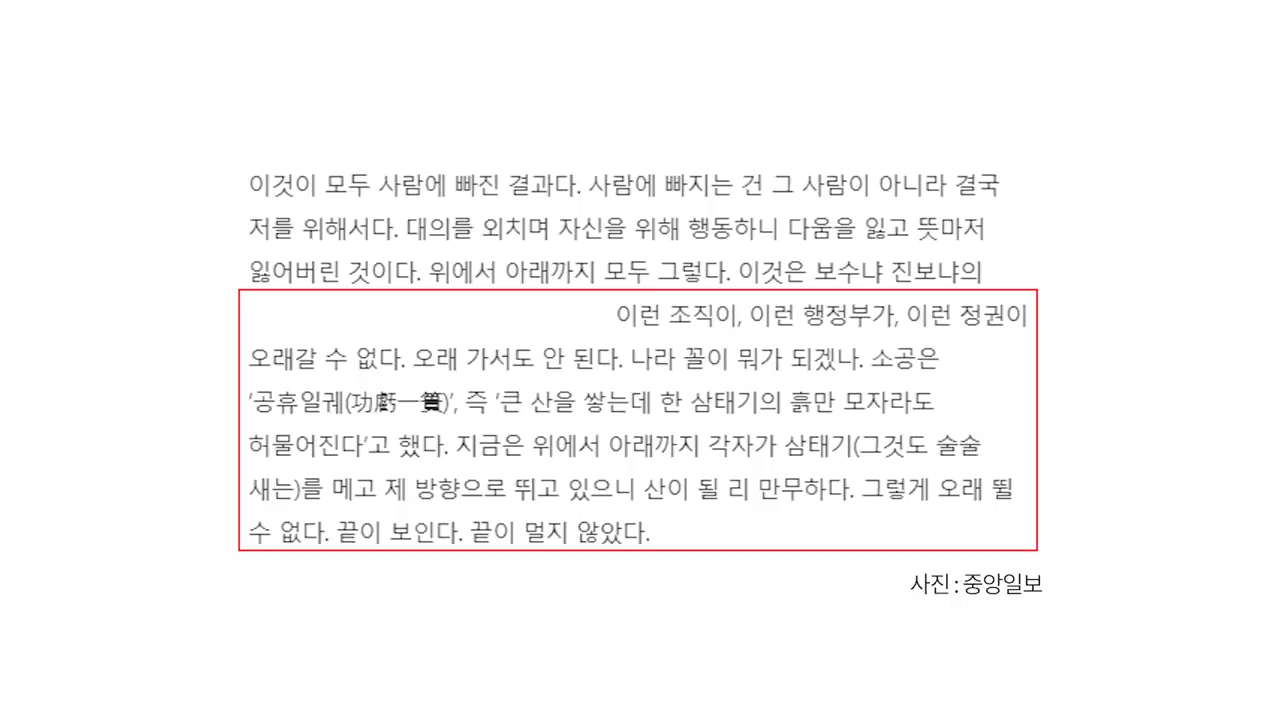 이것이 모두 사람에 빠진 결과다. 사람에 빠지는 건 그 사람이 아니라 결국
저를 위해서다. 대의를 외치며 자신을 위해 행동하니 다움을 잃고 뜻마저
잃어버린 것이다. 위에서 아래까지 모두 그렇다. 이것은 보수냐 진보냐의
이런 조직이, 이런 행정부가, 이런 정권이
오래갈 수 없다. 오래 가서도 안 된다. 나라 꼴이 뭐가 되겠나. 소공은
‘공휴일궤(功虧一簣)’, 즉 ‘큰 산을 쌓는데 한 삼태기의 흙만 모자라도
허물어진다’고 했다. 지금은 위에서 아래까지 각자가 삼태기(그것도 술술
새는)를 메고 제 방향으로 뛰고 있으니 산이 될 리 만무하다. 그렇게 오래 뛸
수 없다. 끝이 보인다. 끝이 멀지 않았다.
사진 : 중앙일보